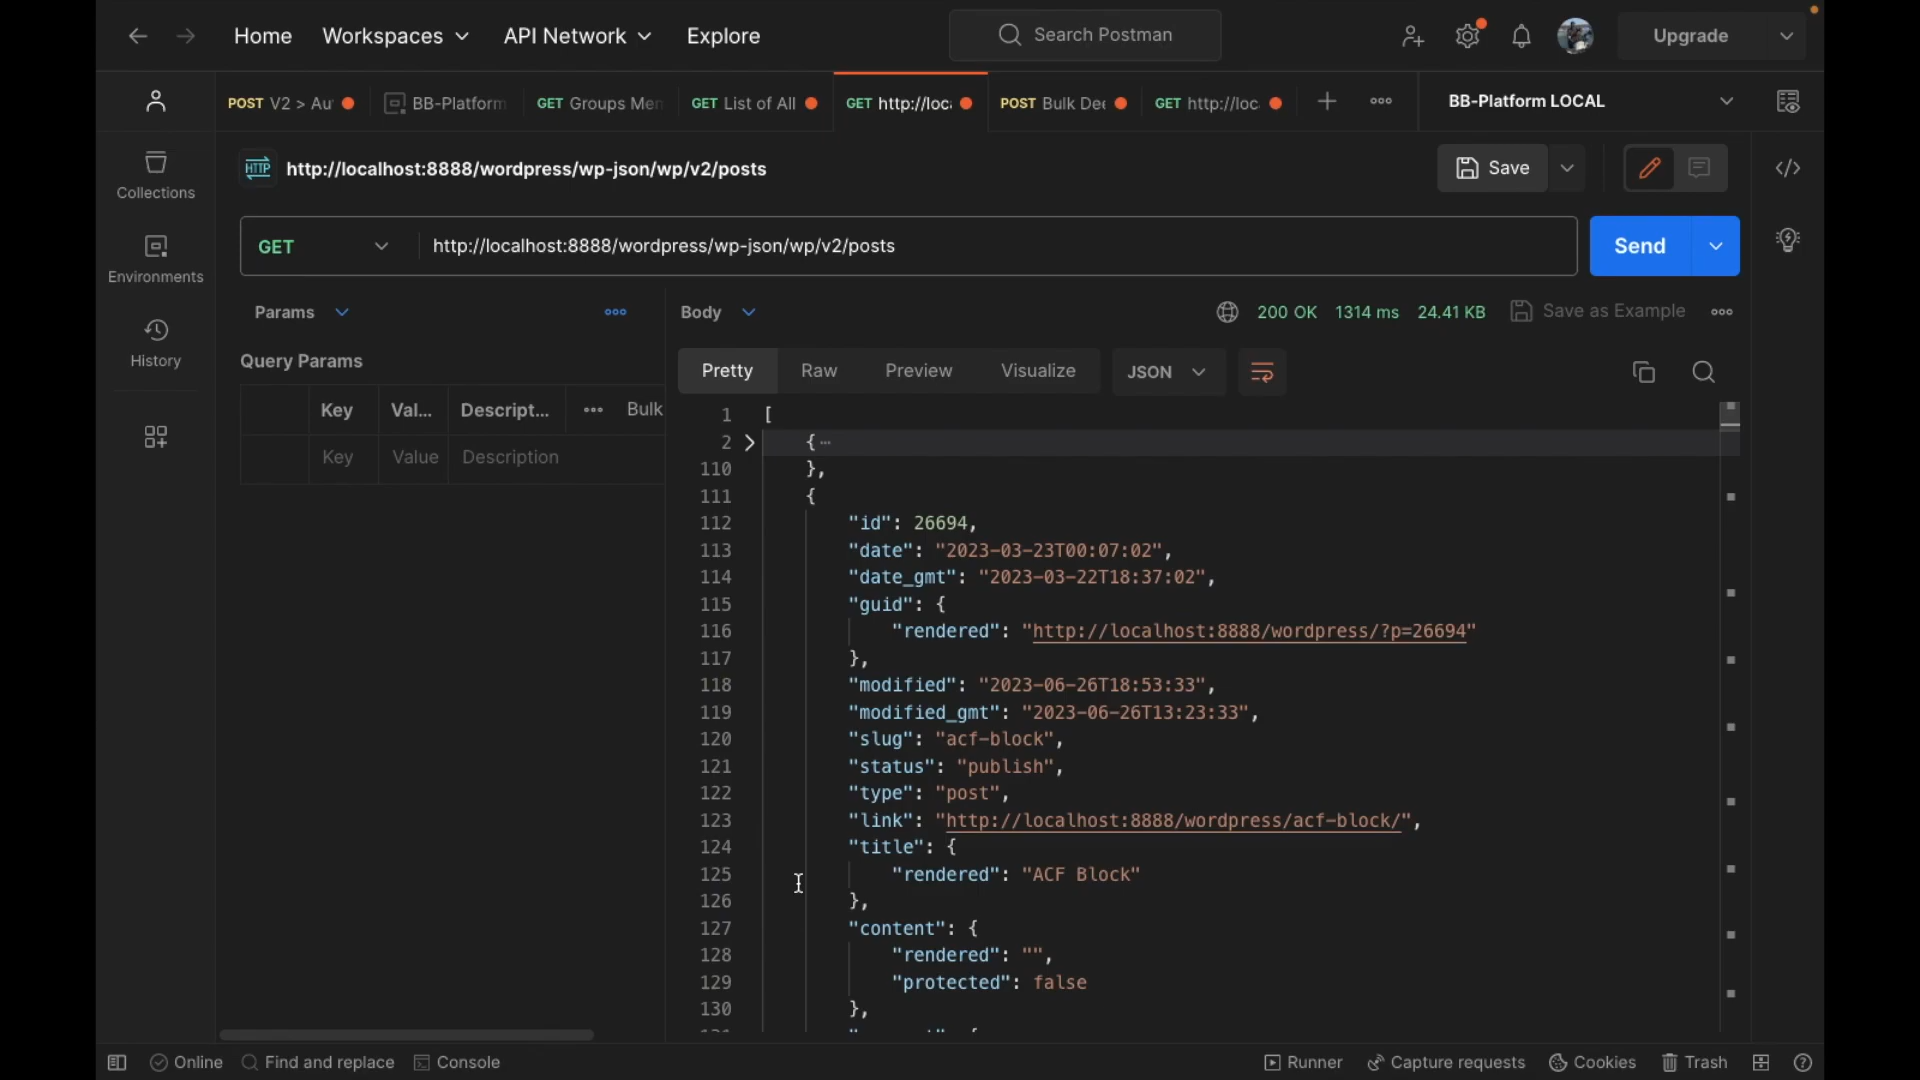 Home Workspaces API Network Explore Search Postman Upgrade
POST V2 > Au BB-Platform GET Groups Mem GET List of All GET http://loc POST Bulk Dee GET http://loc BB-Platform LOCAL
HTTP http://localhost:8888/wordpress/wp-json/wp/v2/posts Save
Collections
GET http://localhost:8888/wordpress/wp-json/wp/v2/posts Send
Environments
Params Body 200 OK 1314 ms 24.41 KB Save as Example
History
Query Params
Pretty Raw Preview Visualize JSON
Key Val... Descript... Bulk
Key Value Description
1 [
2 {
110 },
111 {
112 "id": 26694,
113 "date": "2023-03-23T00:07:02",
114 "date_gmt": "2023-03-22T18:37:02",
115 "guid": {
116 "rendered": "http://localhost:8888/wordpress/?p=26694"
117 },
118 "modified": "2023-06-26T18:53:33",
119 "modified_gmt": "2023-06-26T13:23:33",
120 "slug": "acf-block",
121 "status": "publish",
122 "type": "post",
123 "link": "http://localhost:8888/wordpress/acf-block/",
124 "title": {
125 "rendered": "ACF Block"
126 },
127 "content": {
128 "rendered": "",
129 "protected": false
130 },
Online Find and replace Console Runner Capture requests Cookies Trash